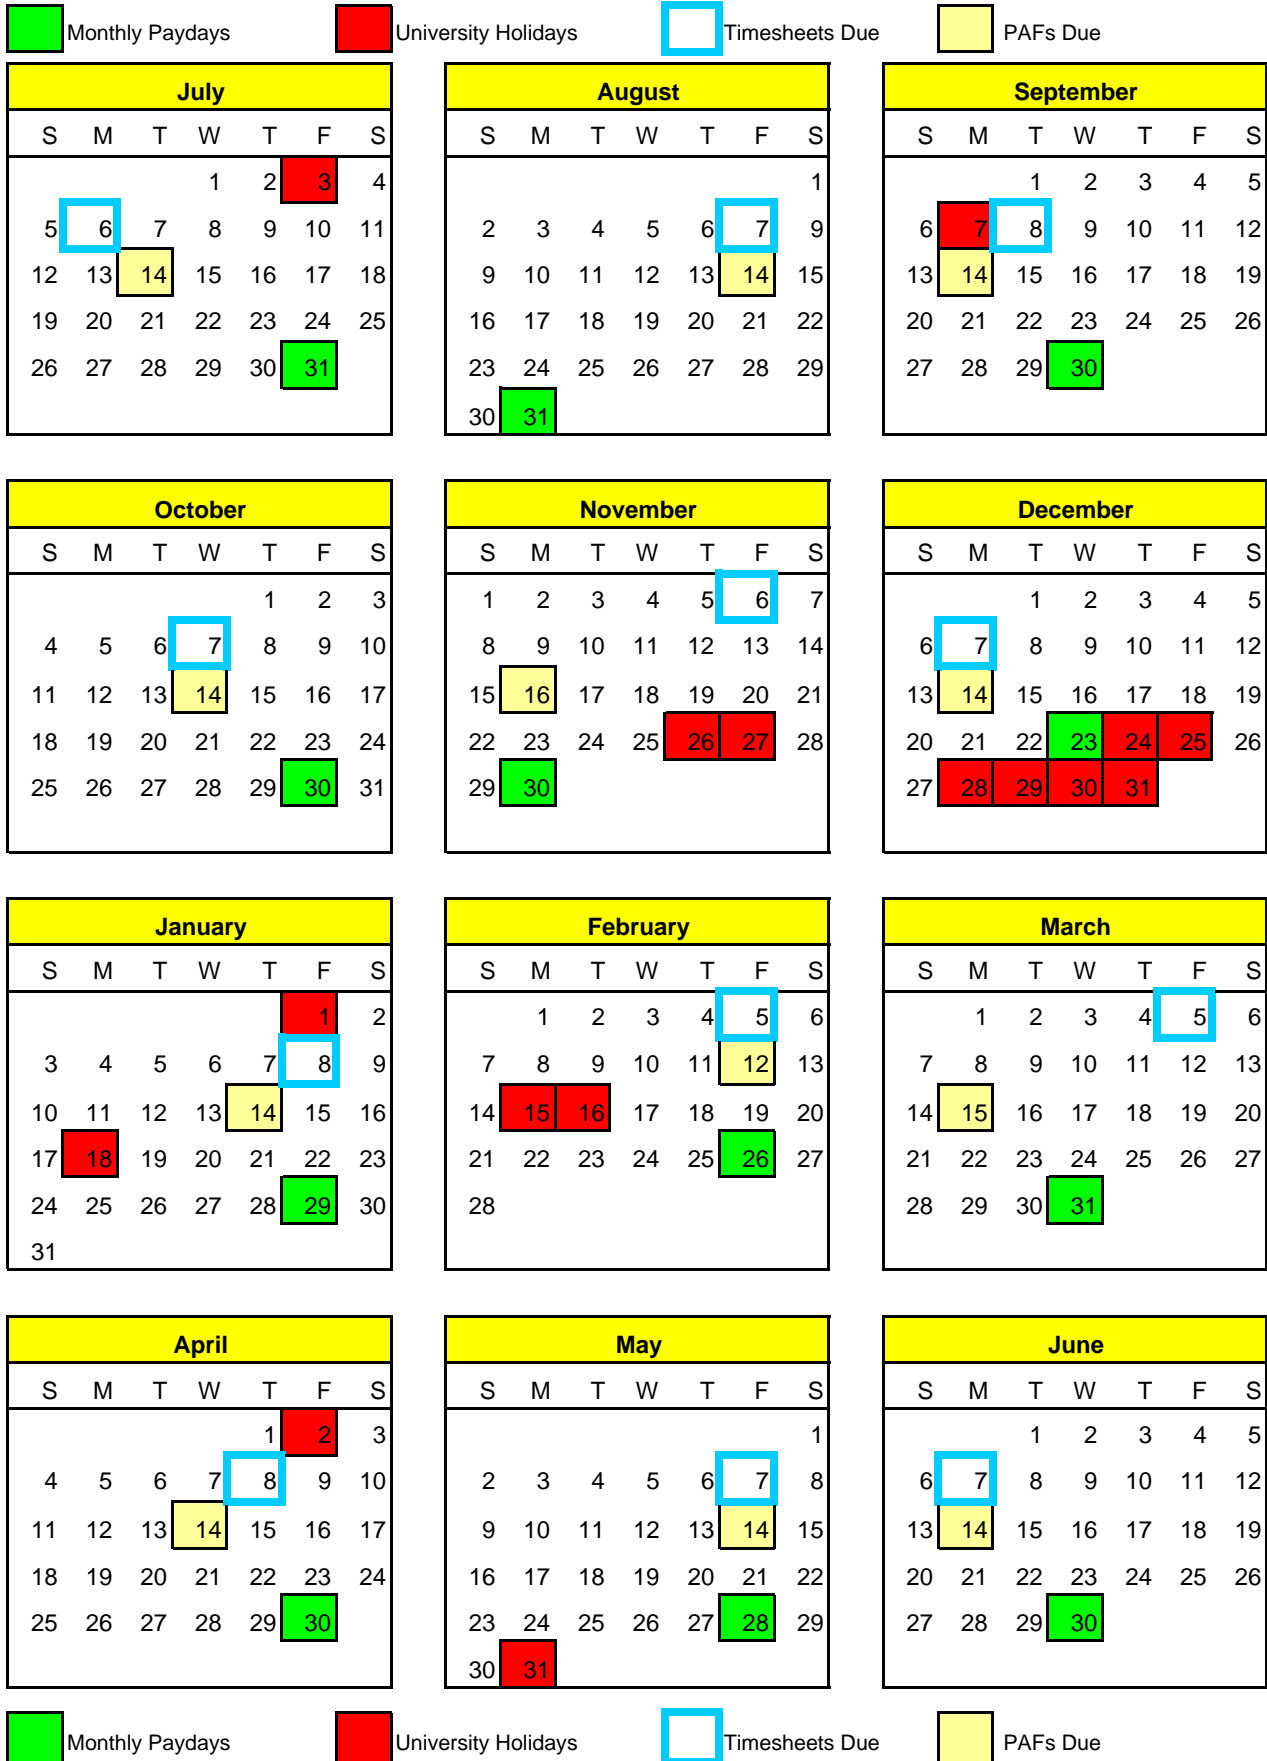 Monthly Paydays University Holidays Timesheets Due PAFs Due
July August September
S M T W T F S S M T W T F S S M T W T F S
1 2 3 4 1 1 2 3 4 5
5 6 7 8 9 10 11 2 3 4 5 6 7 9 6 7 8 9 10 11 12
12 13 14 15 16 17 18 9 10 11 12 13 14 15 13 14 15 16 17 18 19
19 20 21 22 23 24 25 16 17 18 19 20 21 22 20 21 22 23 24 25 26
26 27 28 29 30 31 23 24 25 26 27 28 29 27 28 29 30
30 31
October November December
S M T W T F S S M T W T F S S M T W T F S
1 2 3 1 2 3 4 5 6 7 1 2 3 4 5
4 5 6 7 8 9 10 8 9 10 11 12 13 14 6 7 8 9 10 11 12
11 12 13 14 15 16 17 15 16 17 18 19 20 21 13 14 15 16 17 18 19
18 19 20 21 22 23 24 22 23 24 25 26 27 28 20 21 22 23 24 25 26
25 26 27 28 29 30 31 29 30 27 28 29 30 31
January February March
S M T W T F S S M T W T F S S M T W T F S
1 2 1 2 3 4 5 6 1 2 3 4 5 6
3 4 5 6 7 8 9 7 8 9 10 11 12 13 7 8 9 10 11 12 13
10 11 12 13 14 15 16 14 15 16 17 18 19 20 14 15 16 17 18 19 20
17 18 19 20 21 22 23 21 22 23 24 25 26 27 21 22 23 24 25 26 27
24 25 26 27 28 29 30 28 28 29 30 31
31
April May June
S M T W T F S S M T W T F S S M T W T F S
1 2 3 1 1 2 3 4 5
4 5 6 7 8 9 10 2 3 4 5 6 7 8 6 7 8 9 10 11 12
11 12 13 14 15 16 17 9 10 11 12 13 14 15 13 14 15 16 17 18 19
18 19 20 21 22 23 24 16 17 18 19 20 21 22 20 21 22 23 24 25 26
25 26 27 28 29 30 23 24 25 26 27 28 29 27 28 29 30
30 31
Monthly Paydays University Holidays Timesheets Due PAFs Due